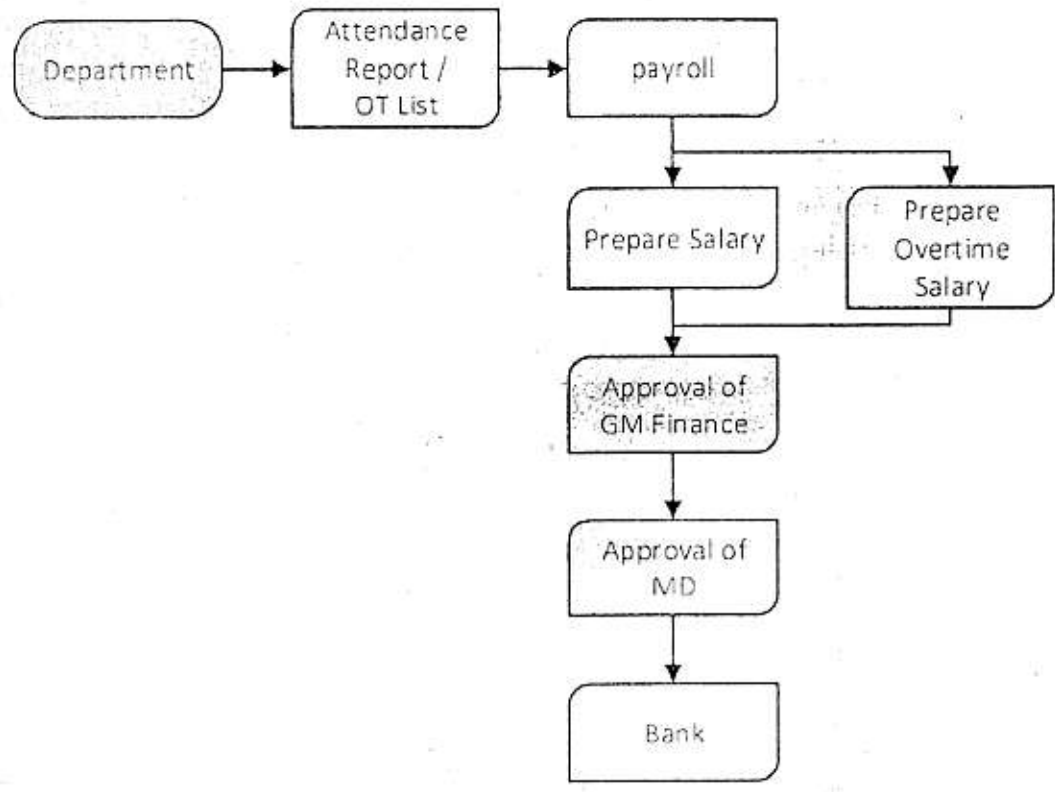 Department
Attendance
Report /
OT List
payroll
Prepare Salary
Prepare
Overtime
Salary
Approval of
GM Finance
Approval of
MD
Bank